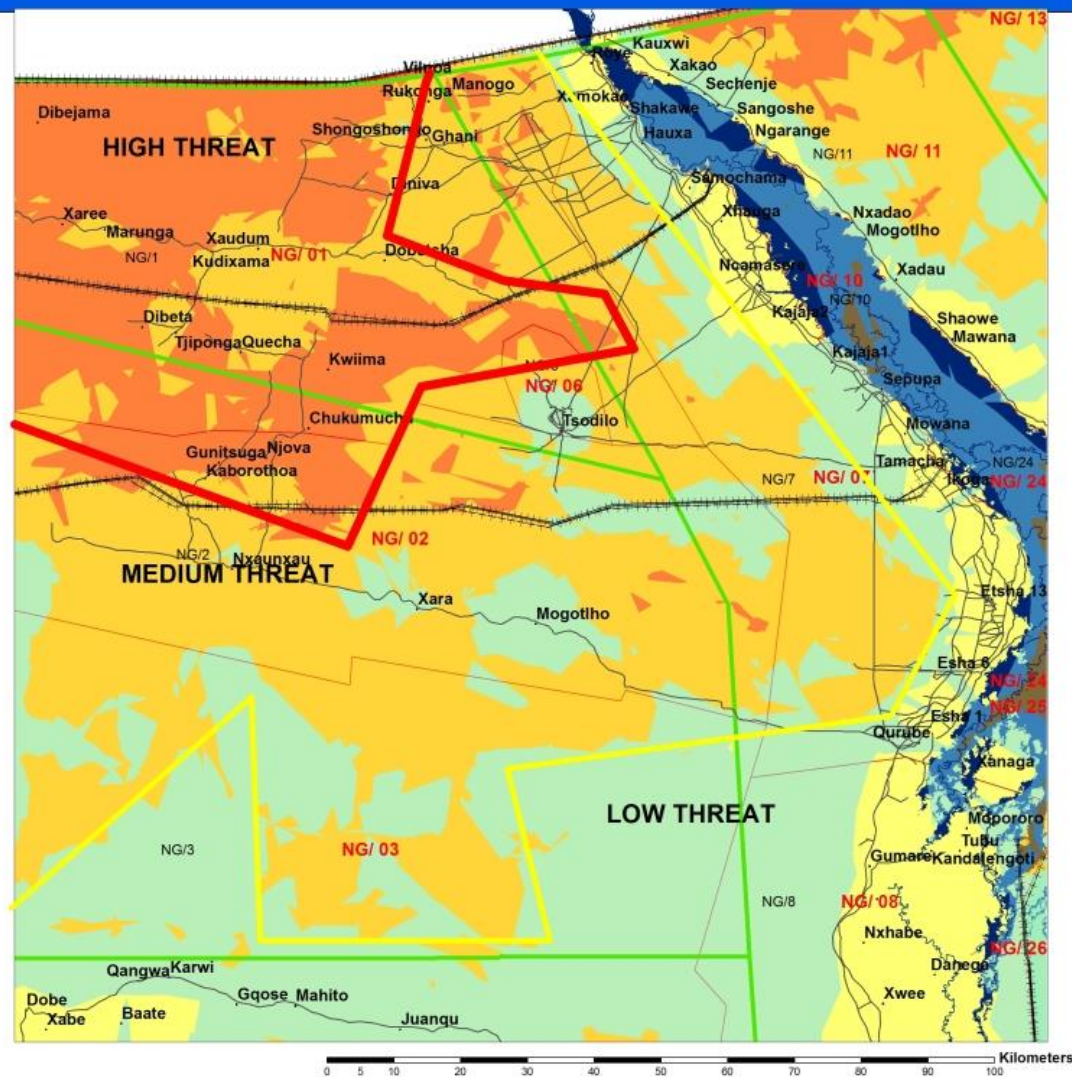 NG/ 13
Kauxwi
Xakao
Vilnoa
Manogo
Rukonga
Sechenje
Dibejama
Shakawe
Sangoshe
Shongoshongo
Ghani
Hauxa
Ngarange
HIGH THREAT
NG/11
NG/ 11
Samochama
Xaree
Marunga
Xhauga
Nxadao
Mogotlho
NG/1
Xaudum
NG/ 01
Kudixama
Ncamasere
Xadau
NG/ 10
NG/10
Kajaja2
Shaowe
Mawana
Dibeta
Tjiponga
Quecha
Kwiima
Kajaja1
Sepupa
NG/ 06
Tsodilo
Mowana
Chukumuchu
Gunitsuga
Njova
Kaborothoa
Tamacha
Ikoga
NG/24
NG/ 24
NG/7
NG/ 07
NG/ 02
NG/2
Nxaunxau
MEDIUM THREAT
Xara
Mogotlho
Etsha 13
Esha 6
NG/ 24
NG/ 25
Esha 1
Qurube
Xanaga
LOW THREAT
Mopororo
Tubu
NG/3
NG/ 03
Gumare
Kandalengoti
NG/8
NG/ 08
Nxhabe
NG/ 26
Danega
Qangwa
Karwi
Dobe
Xabe
Baate
Gqose
Mahito
Juanqu
Xwee
Kilometers
0 5 10 20 30 40 50 60 70 80 90 100